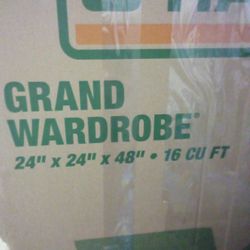 GRAND
WARDROBE®
24" x 24" x 48" • 16 CU FT